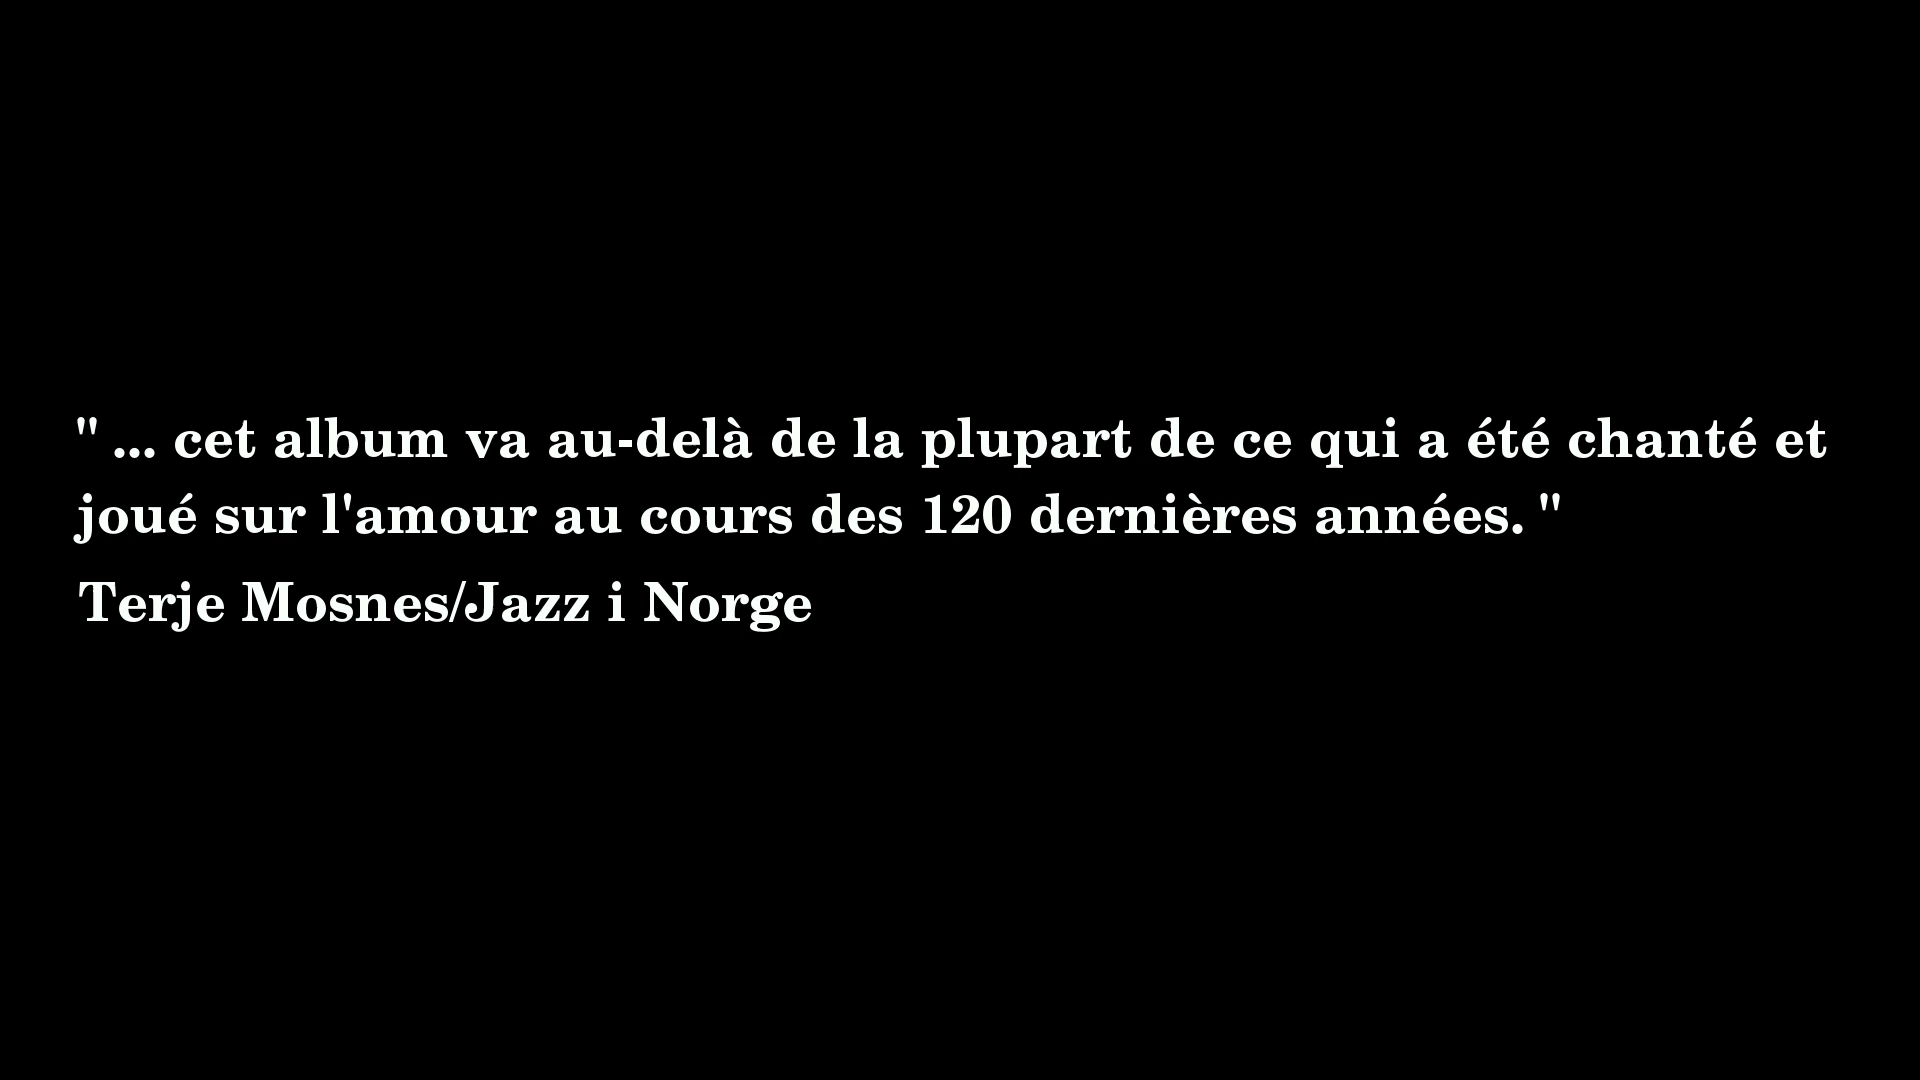 " ... cet album va au-delà de la plupart de ce qui a été chanté et
joué sur l'amour au cours des 120 dernières années. "
Terje Mosnes/Jazz i Norge